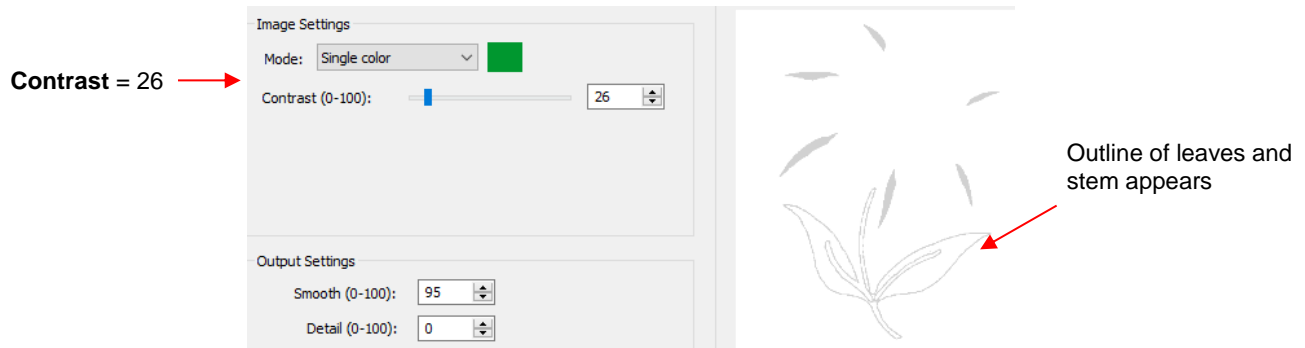 Image Settings
Mode: Single color
Contrast = 26
Contrast (0-100): 26
Outline of leaves and
stem appears
Output Settings
Smooth (0-100): 95
Detail (0-100): 0